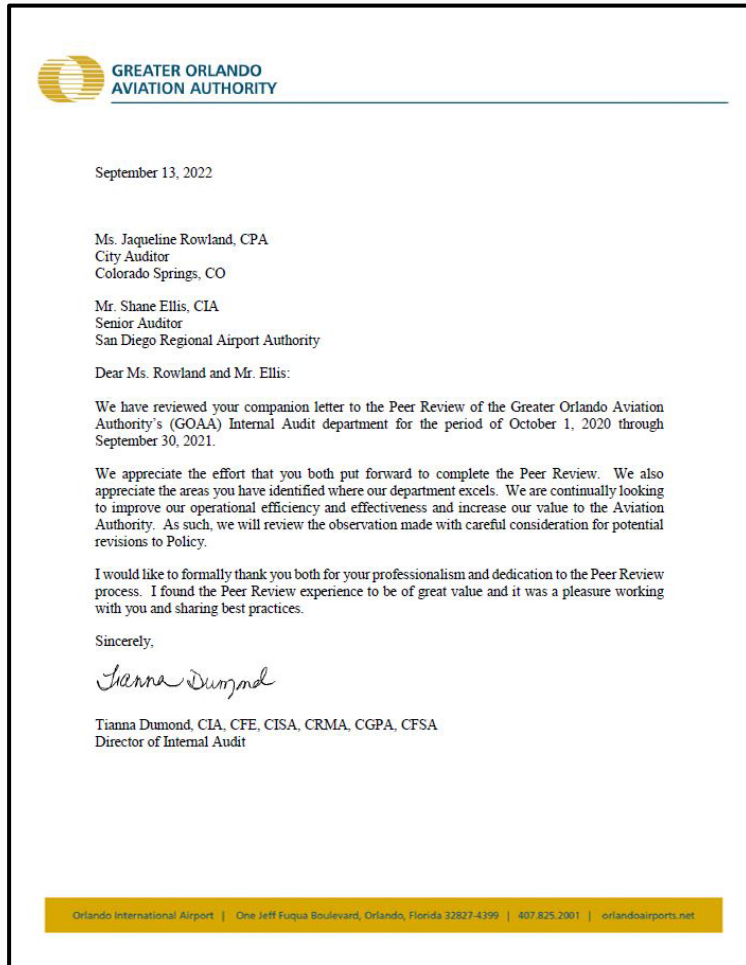 GREATER ORLANDO
AVIATION AUTHORITY
September 13, 2022
Ms. Jaqueline Rowland, CPA
City Auditor
Colorado Springs, CO
Mr. Shane Ellis, CIA
Senior Auditor
San Diego Regional Airport Authority
Dear Ms. Rowland and Mr. Ellis:
We have reviewed your companion letter to the Peer Review of the Greater Orlando Aviation
Authority's (GOAA) Internal Audit department for the period of October 1, 2020 through
September 30, 2021.
We appreciate the effort that you both put forward to complete the Peer Review. We also
appreciate the areas you have identified where our department excels. We are continually looking
to improve our operational efficiency and effectiveness and increase our value to the Aviation
Authority. As such, we will review the observation made with careful consideration for potential
revisions to Policy.
I would like to formally thank you both for your professionalism and dedication to the Peer Review
process. I found the Peer Review experience to be of great value and it was a pleasure working
with you and sharing best practices.
Sincerely,
Tianna Dumond
Tianna Dumond, CIA, CFE, CISA, CRMA, CGPA, CFSA
Director of Internal Audit
Orlando International Airport | One Jeff Fuqua Boulevard, Orlando, Florida 32827-4399 | 407.825.2001 | orlandoairports.net